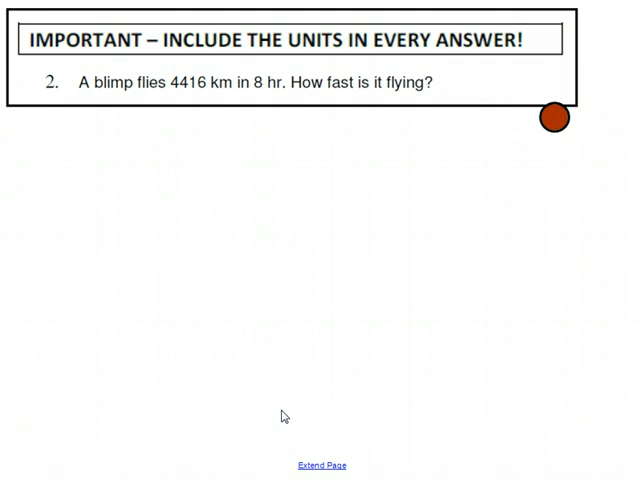 IMPORTANT – INCLUDE THE UNITS IN EVERY ANSWER!
2. A blimp flies 4416 km in 8 hr. How fast is it flying?
Extend Page